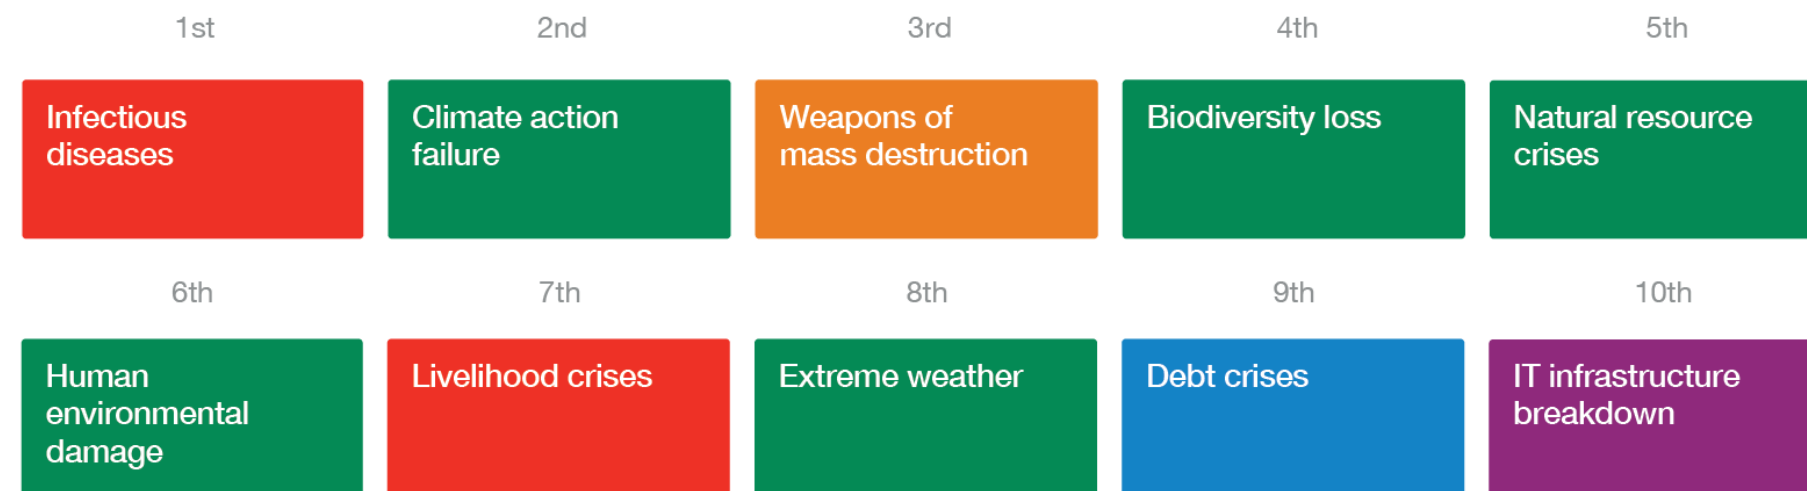 1st 2nd 3rd 4th 5th
Infectious
diseases
Climate action
failure
Weapons of
mass destruction
Biodiversity loss
Natural resource
crises
6th 7th 8th 9th 10th
Human
environmental
damage
Livelihood crises
Extreme weather
Debt crises
IT infrastructure
breakdown